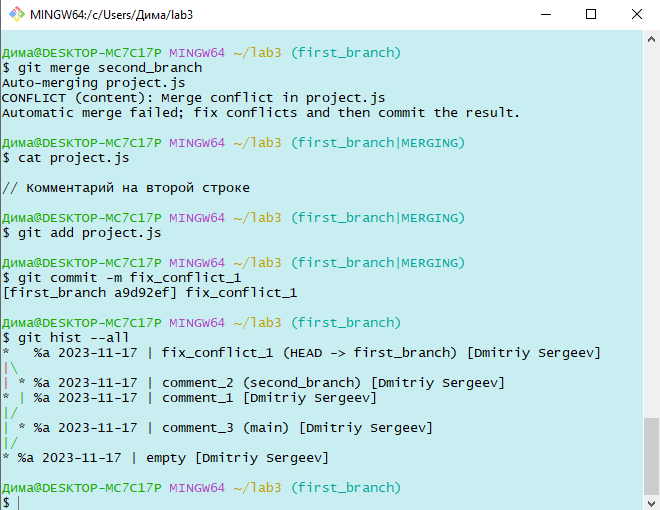 MINGW64:/c/Users/Дима/lab3
Дима@DESKTOP-MC7C17P MINGW64 ~/lab3 (first_branch)
$ git merge second_branch
Auto-merging project.js
CONFLICT (content): Merge conflict in project.js
Automatic merge failed; fix conflicts and then commit the result.
Дима@DESKTOP-MC7C17P MINGW64 ~/lab3 (first_branch|MERGING)
$ cat project.js
// Комментарий на второй строке
Дима@DESKTOP-MC7C17P MINGW64 ~/lab3 (first_branch|MERGING)
$ git add project.js
Дима@DESKTOP-MC7C17P MINGW64 ~/lab3 (first_branch|MERGING)
$ git commit -m fix_conflict_1
[first_branch a9d92ef] fix_conflict_1
Дима@DESKTOP-MC7C17P MINGW64 ~/lab3 (first_branch)
$ git hist --all
*   %a 2023-11-17 | fix_conflict_1 (HEAD -> first_branch) [Dmitriy Sergeev]
|\
| * %a 2023-11-17 | comment_2 (second_branch) [Dmitriy Sergeev]
* | %a 2023-11-17 | comment_1 [Dmitriy Sergeev]
|/
| * %a 2023-11-17 | comment_3 (main) [Dmitriy Sergeev]
|/
* %a 2023-11-17 | empty [Dmitriy Sergeev]
Дима@DESKTOP-MC7C17P MINGW64 ~/lab3 (first_branch)
$